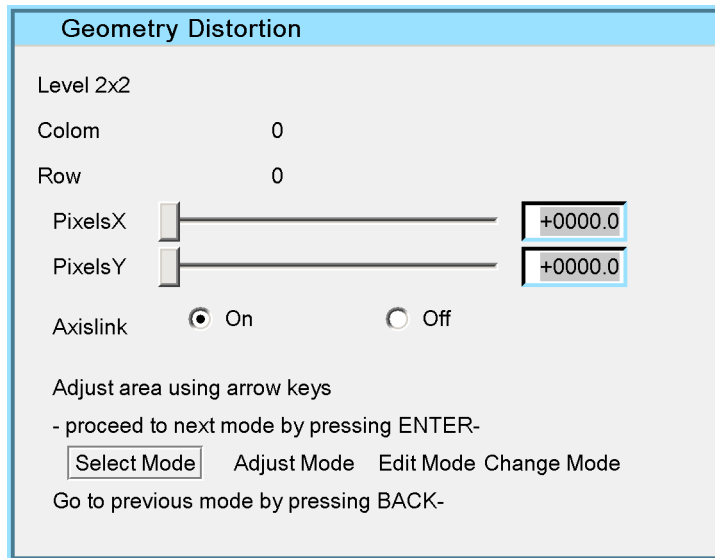 Geometry Distortion
Level 2x2
Colom 0
Row 0
PixelsX +0000.0
PixelsY +0000.0
Axislink On Off
Adjust area using arrow keys
- proceed to next mode by pressing ENTER-
Select Mode Adjust Mode Edit Mode Change Mode
Go to previous mode by pressing BACK-